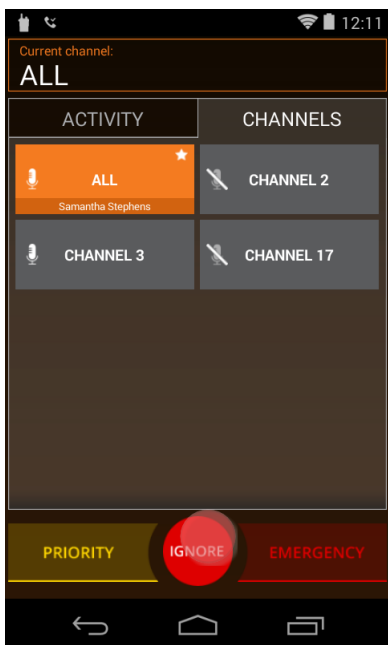 12:11
Current channel:
ALL
ACTIVITY
CHANNELS
ALL
Samantha Stephens
CHANNEL 2
CHANNEL 3
CHANNEL 17
PRIORITY
IGNORE
EMERGENCY